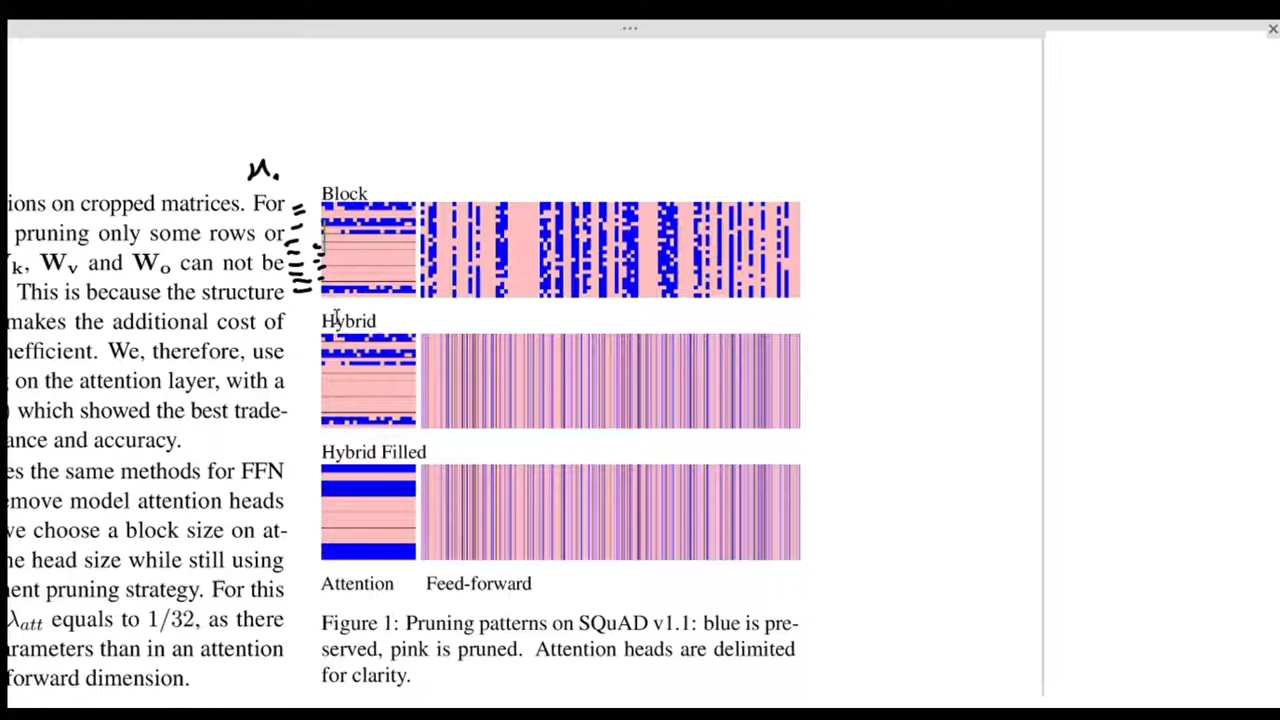 ions on cropped matrices. For
pruning only some rows or
k, Wv and Wo can not be
This is because the structure
makes the additional cost of
nefficient. We, therefore, use
on the attention layer, with a
) which showed the best trade-
ance and accuracy.
es the same methods for FFN
emove model attention heads
ve choose a block size on at-
he head size while still using
ent pruning strategy. For this
λatt equals to 1/32, as there
rameters than in an attention
forward dimension.
Block
Hybrid
Hybrid Filled
Attention Feed-forward
Figure 1: Pruning patterns on SQuAD v1.1: blue is pre-
served, pink is pruned. Attention heads are delimited
for clarity.